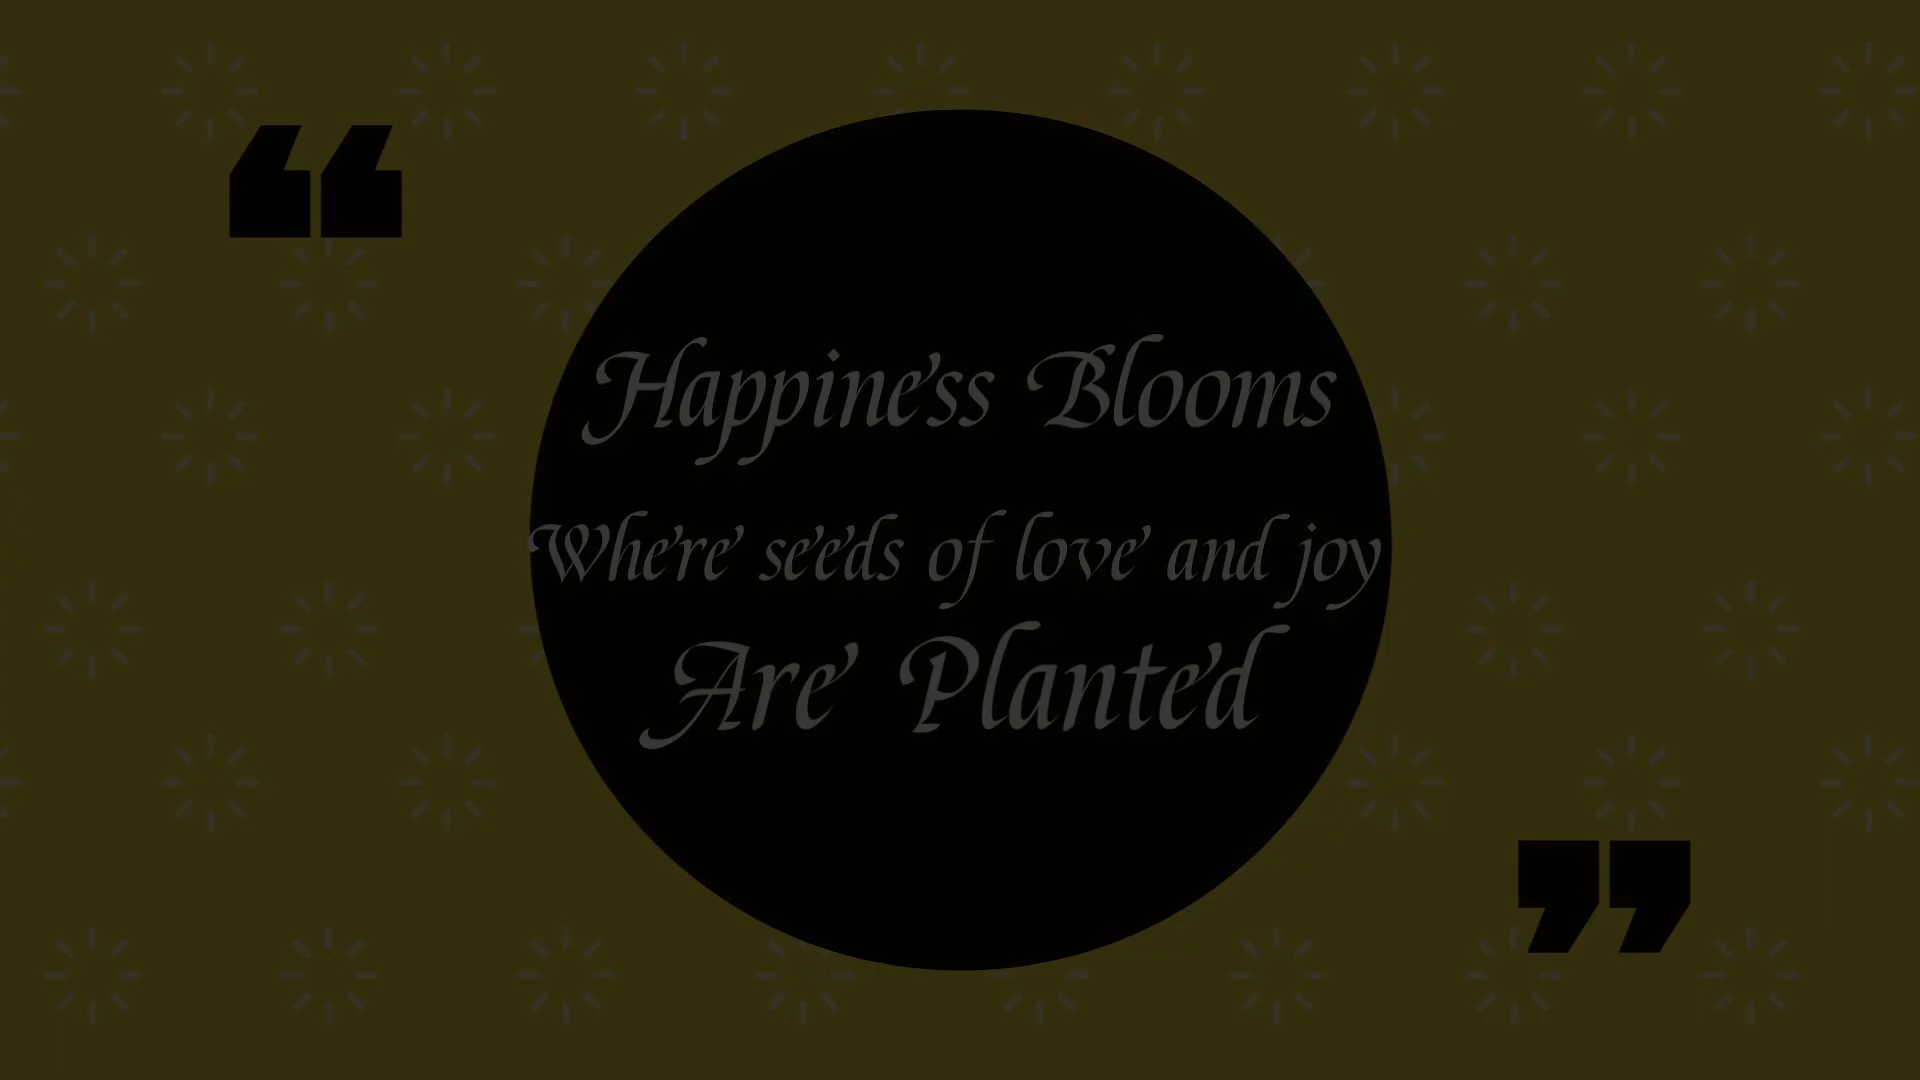 “
Happiness Blooms
Where seeds of love and joy
Are Planted
”